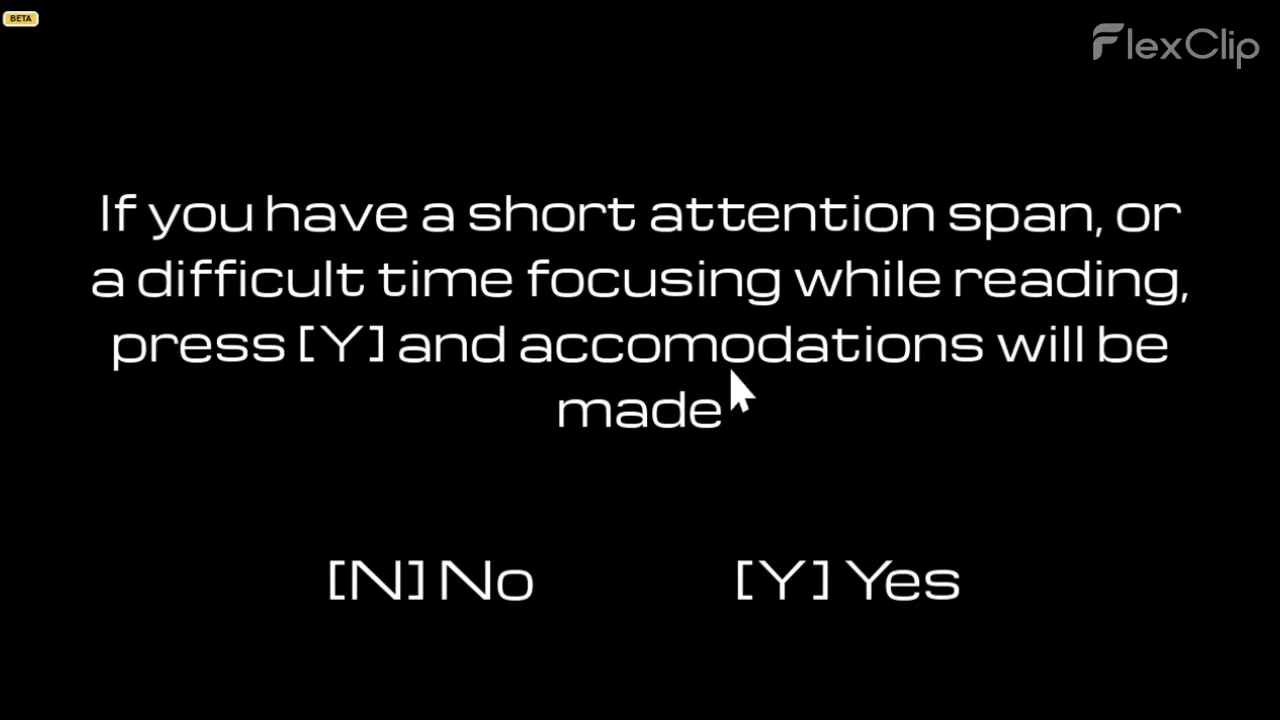 BETA
FlexClip
If you have a short attention span, or
a difficult time focusing while reading,
press [Y] and accomodations will be
made
[N] No [Y] Yes